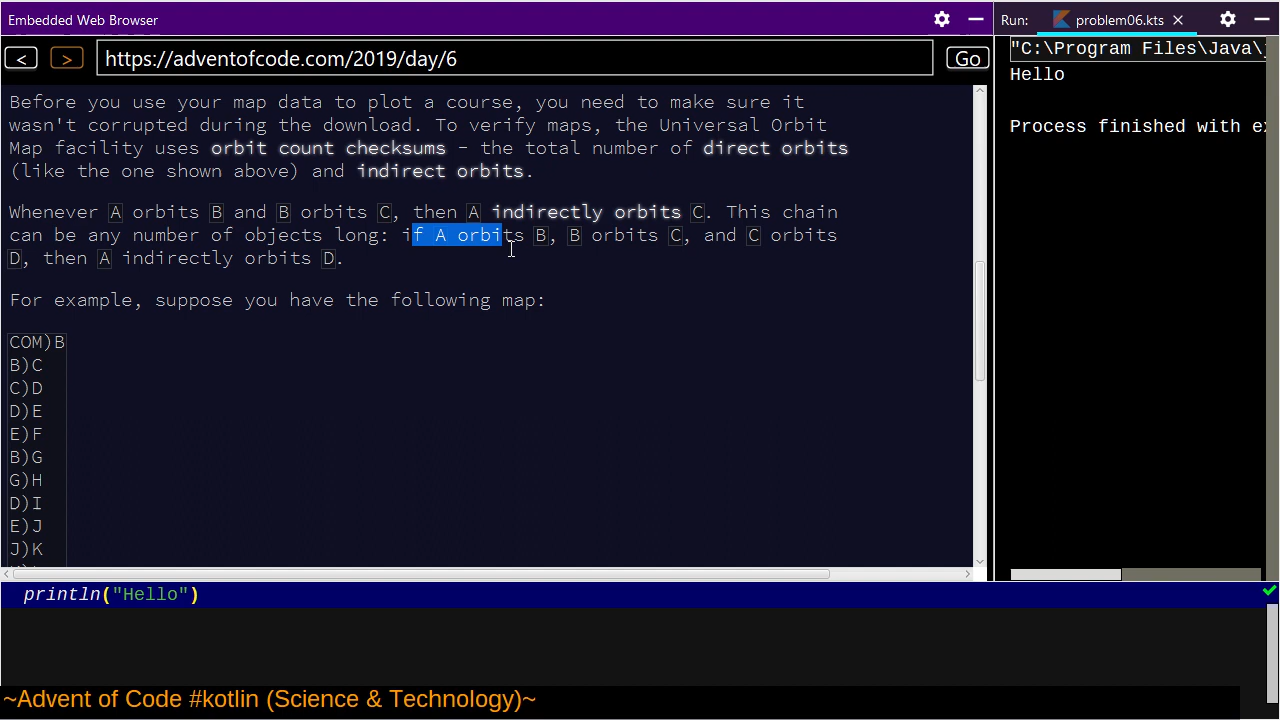 Embedded Web Browser
Run: problem06.kts
< > https://adventofcode.com/2019/day/6 Go
"C:\Program Files\Java\
Hello
Process finished with
Before you use your map data to plot a course, you need to make sure it
wasn't corrupted during the download. To verify maps, the Universal Orbit
Map facility uses orbit count checksums - the total number of direct orbits
(like the one shown above) and indirect orbits.
Whenever A orbits B and B orbits C, then A indirectly orbits C. This chain
can be any number of objects long: if A orbits B, B orbits C, and C orbits
D, then A indirectly orbits D.
For example, suppose you have the following map:
COM)B
B)C
C)D
D)E
E)F
B)G
G)H
D)I
E)J
J)K
println("Hello")
~Advent of Code #kotlin (Science & Technology)~